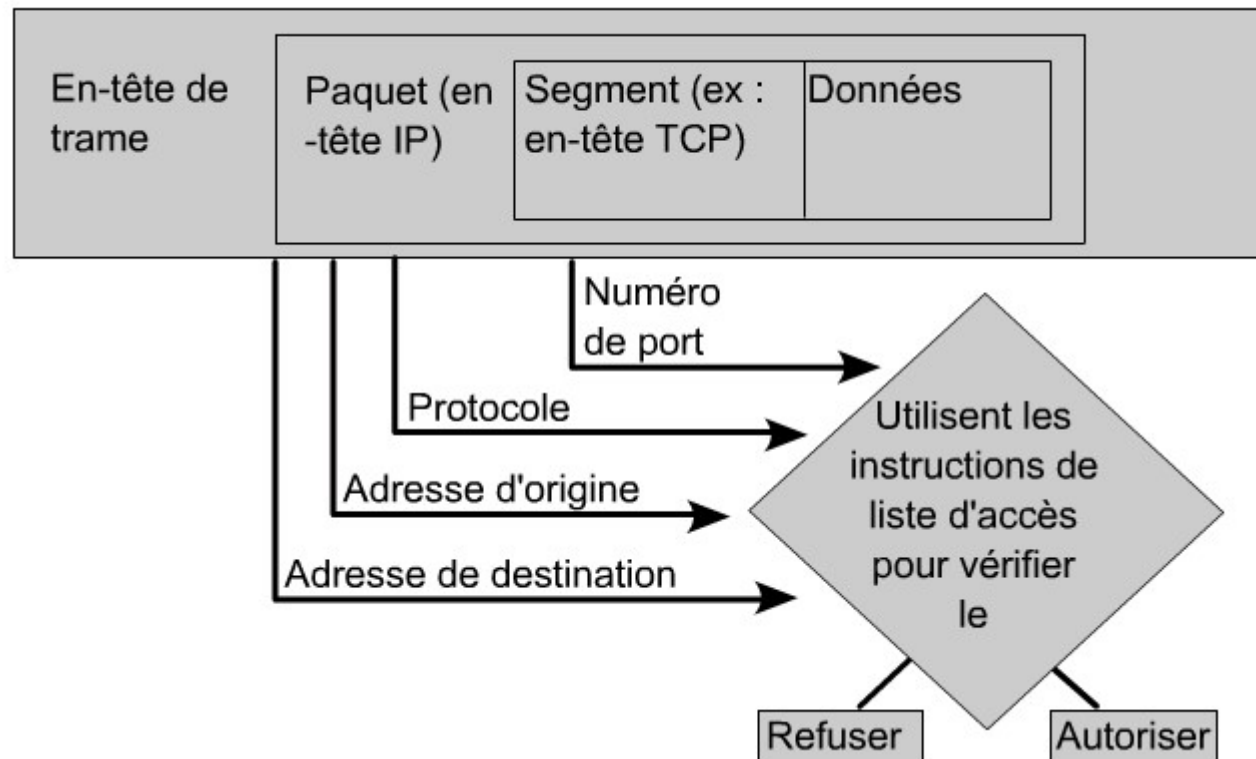 En-tête de
trame
Paquet (en
-tête IP)
Segment (ex :
en-tête TCP)
Données
Numéro
de port
Protocole
Adresse d'origine
Adresse de destination
Utilisent les
instructions de
liste d'accès
pour vérifier
le
Refuser
Autoriser